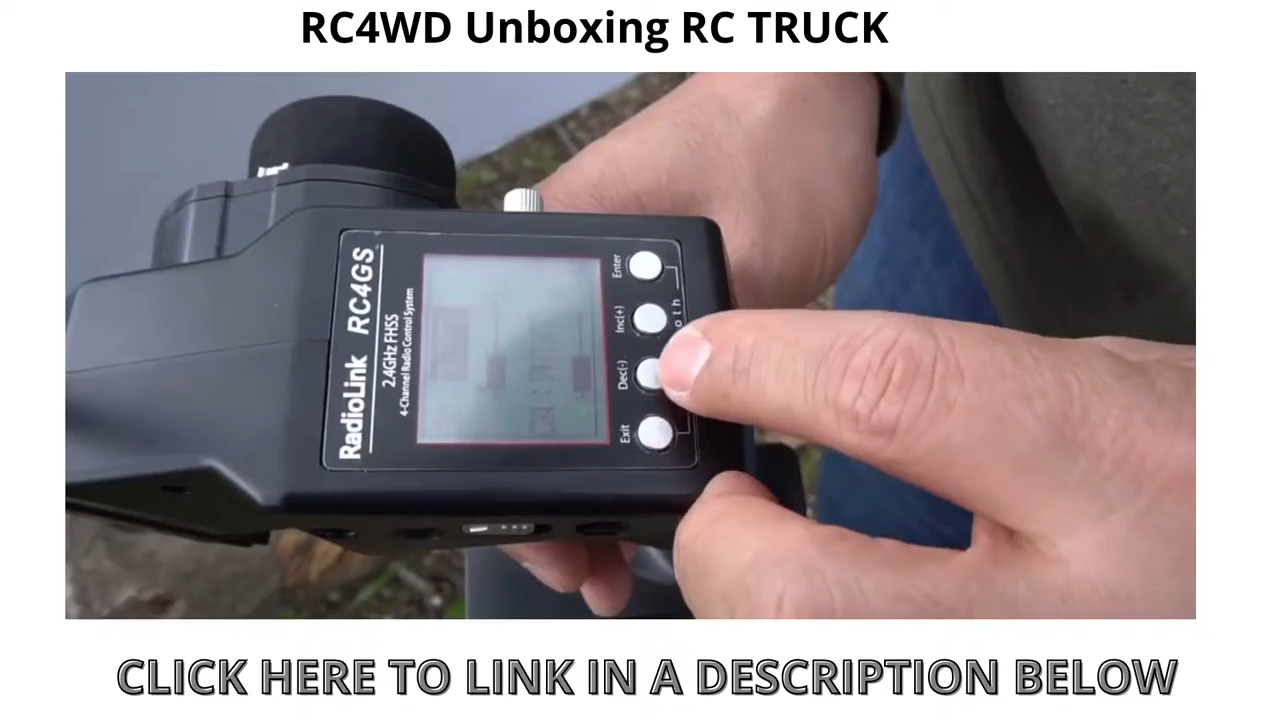 RC4WD Unboxing RC TRUCK
RadioLink RC4GS
2.4GHz FHSS
4-Channel Radio Control System
Enter
Inc(+)
Dec(-)
Exit
CLICK HERE TO LINK IN A DESCRIPTION BELOW